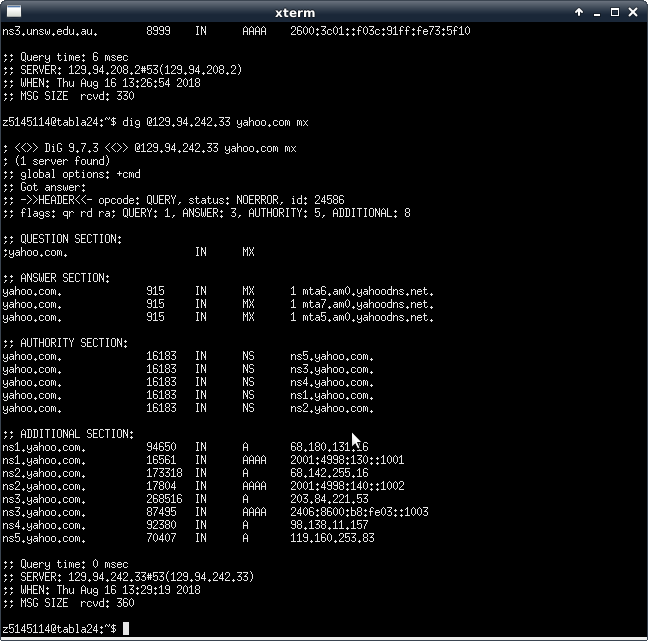 xterm
ns3.unsw.edu.au. 8999 IN AAAA 2600:3c01::f03c:91ff:fe73:5f10
;; Query time: 6 msec
;; SERVER: 129.94.208.2#53(129.94.208.2)
;; WHEN: Thu Aug 16 13:26:54 2018
;; MSG SIZE rcvd: 330
z5145114@tabla24:~$ dig @129.94.242.33 yahoo.com mx
; <<>> DiG 9.7.3 <<>> @129.94.242.33 yahoo.com mx
; (1 server found)
;; global options: +cmd
;; Got answer:
;; ->>HEADER<<- opcode: QUERY, status: NOERROR, id: 24586
;; flags: qr rd ra; QUERY: 1, ANSWER: 3, AUTHORITY: 5, ADDITIONAL: 8
;; QUESTION SECTION:
;yahoo.com. IN MX
;; ANSWER SECTION:
yahoo.com. 915 IN MX 1 mta6.am0.yahoodns.net.
yahoo.com. 915 IN MX 1 mta7.am0.yahoodns.net.
yahoo.com. 915 IN MX 1 mta5.am0.yahoodns.net.
;; AUTHORITY SECTION:
yahoo.com. 16183 IN NS ns5.yahoo.com.
yahoo.com. 16183 IN NS ns3.yahoo.com.
yahoo.com. 16183 IN NS ns4.yahoo.com.
yahoo.com. 16183 IN NS ns1.yahoo.com.
yahoo.com. 16183 IN NS ns2.yahoo.com.
;; ADDITIONAL SECTION:
ns1.yahoo.com. 94650 IN A 68.180.131.16
ns1.yahoo.com. 16561 IN AAAA 2001:4998:130::1001
ns2.yahoo.com. 173318 IN A 68.142.255.16
ns2.yahoo.com. 17804 IN AAAA 2001:4998:140::1002
ns3.yahoo.com. 268516 IN A 203.84.221.53
ns3.yahoo.com. 87495 IN AAAA 2406:8600:b8:fe03::1003
ns4.yahoo.com. 92380 IN A 98.138.11.157
ns5.yahoo.com. 70407 IN A 119.160.253.83
;; Query time: 0 msec
;; SERVER: 129.94.242.33#53(129.94.242.33)
;; WHEN: Thu Aug 16 13:29:19 2018
;; MSG SIZE rcvd: 360
z5145114@tabla24:~$